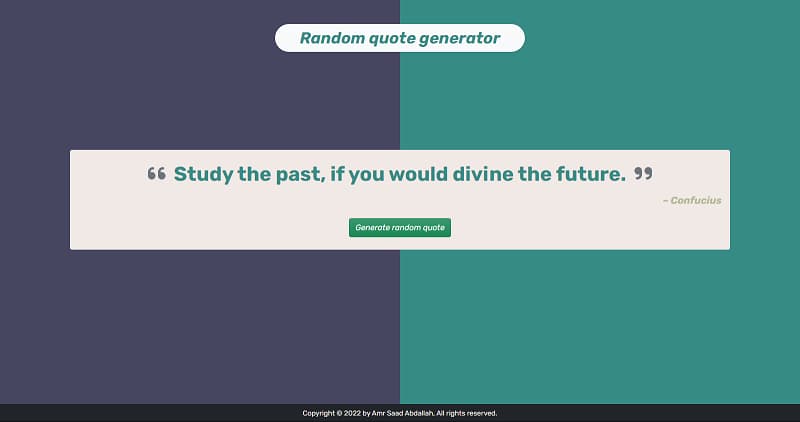 Random quote generator
“ Study the past, if you would divine the future. ”
~ Confucius
Generate random quote
Copyright © 2022 by Amr Saad Abdallah. All rights reserved.